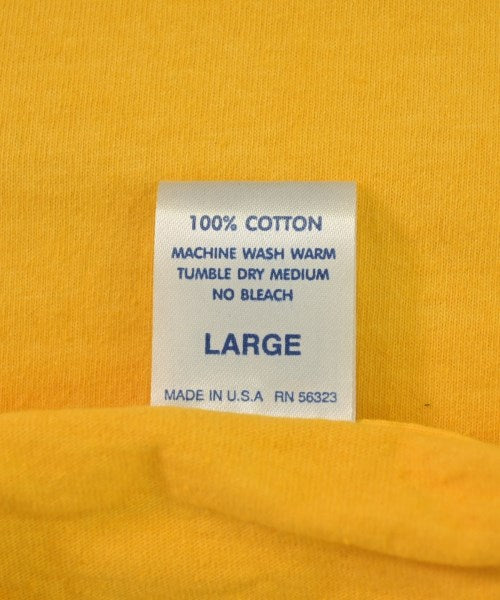 100% COTTON
MACHINE WASH WARM
TUMBLE DRY MEDIUM
NO BLEACH
LARGE
MADE IN U.S.A RN 56323